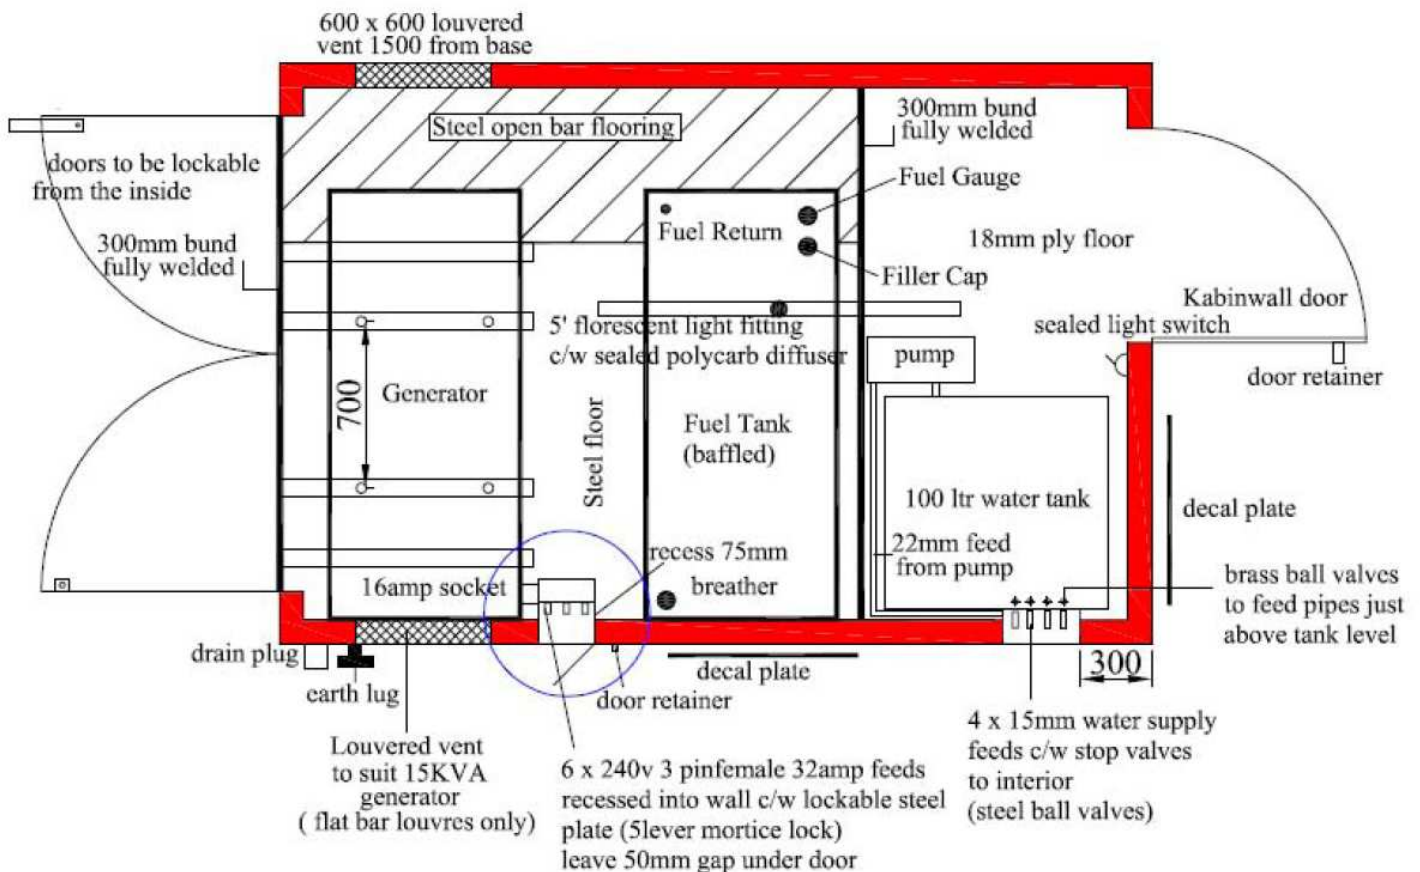 600 x 600 louvered
vent 1500 from base
Steel open bar flooring
300mm bund
fully welded
doors to be lockable
from the inside
Fuel Gauge
Fuel Return
18mm ply floor
300mm bund
fully welded
Filler Cap
Kabinwall door
5' florescent light fitting
c/w sealed polycarb diffuser
sealed light switch
pump
door retainer
Generator
700
Steel floor
Fuel Tank
(baffled)
100 ltr water tank
decal plate
recess 75mm
22mm feed
from pump
16amp socket
breather
brass ball valves
to feed pipes just
above tank level
drain plug
earth lug
decal plate
300
door retainer
Louvered vent
to suit 15KVA
generator
( flat bar louvres only)
6 x 240v 3 pinfemale 32amp feeds
recessed into wall c/w lockable steel
plate (5lever mortice lock)
leave 50mm gap under door
4 x 15mm water supply
feeds c/w stop valves
to interior
(steel ball valves)